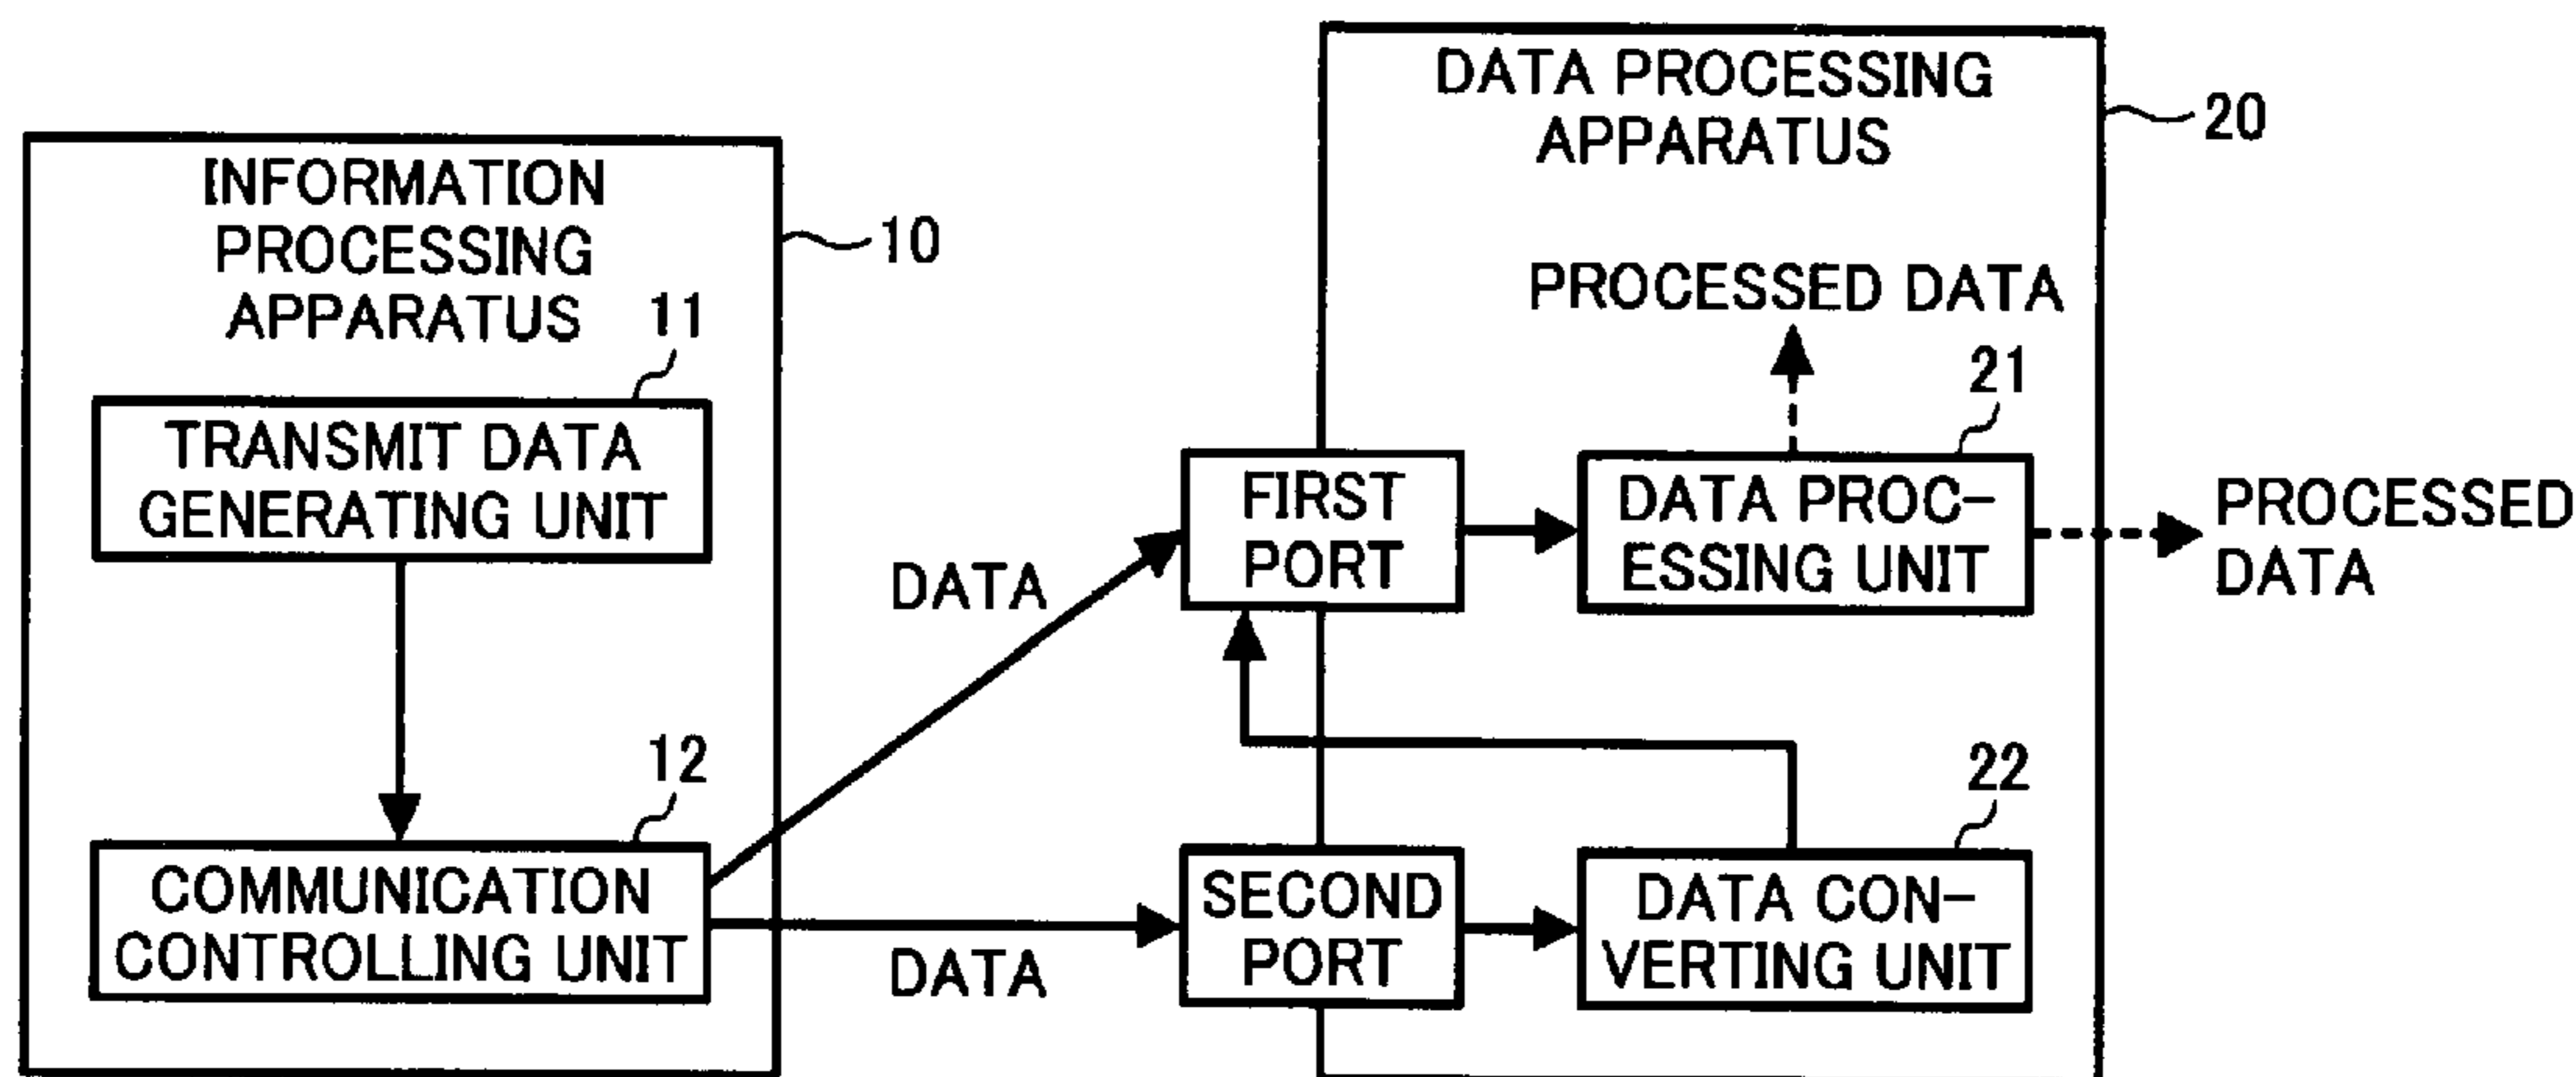 INFORMATION
PROCESSING
APPARATUS
10
11
TRANSMIT DATA
GENERATING UNIT
12
COMMUNICATION
CONTROLLING UNIT
DATA
DATA
DATA PROCESSING
APPARATUS
20
PROCESSED DATA
21
FIRST
PORT
DATA PROC-
ESSING UNIT
PROCESSED
DATA
22
SECOND
PORT
DATA CON-
VERTING UNIT